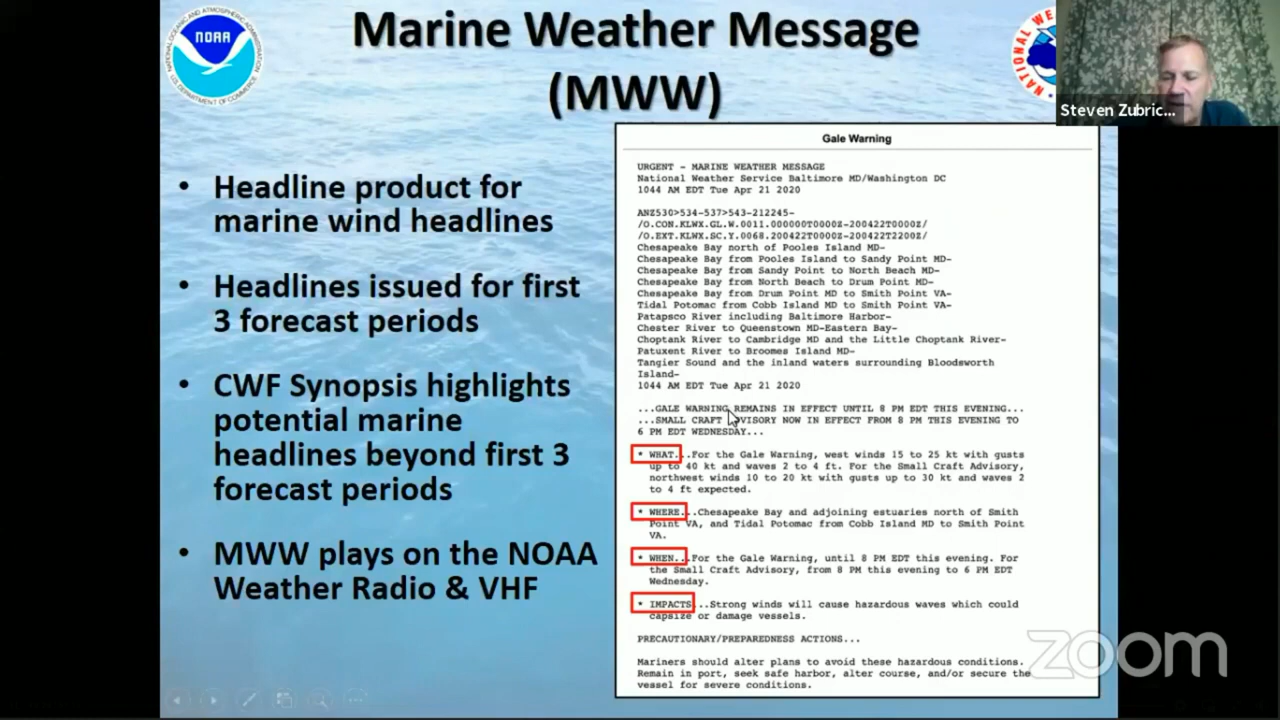 Marine Weather Message
(MWW)
NOAA
NATIONAL OCEANIC AND ATMOSPHERIC ADMINISTRATION
U.S. DEPARTMENT OF COMMERCE
NATIONAL WE
Steven Zubric...
• Headline product for
marine wind headlines
• Headlines issued for first
3 forecast periods
• CWF Synopsis highlights
potential marine
headlines beyond first 3
forecast periods
• MWW plays on the NOAA
Weather Radio & VHF
Gale Warning
URGENT - MARINE WEATHER MESSAGE
National Weather Service Baltimore MD/Washington DC
1044 AM EDT Tue Apr 21 2020
ANZ530>534-537>543-212245-
/O.CON.KLWX.GL.W.0011.000000T0000Z-200422T0000Z/
/O.EXT.KLWX.SC.Y.0068.200422T0000Z-200422T2200Z/
Chesapeake Bay north of Pooles Island MD-
Chesapeake Bay from Pooles Island to Sandy Point MD-
Chesapeake Bay from Sandy Point to North Beach MD-
Chesapeake Bay from North Beach to Drum Point MD-
Chesapeake Bay from Drum Point MD to Smith Point VA-
Tidal Potomac from Cobb Island MD to Smith Point VA-
Patapsco River including Baltimore Harbor-
Chester River to Queenstown MD-Eastern Bay-
Choptank River to Cambridge MD and the Little Choptank River-
Patuxent River to Broomes Island MD-
Tangier Sound and the inland waters surrounding Bloodsworth
Island-
1044 AM EDT Tue Apr 21 2020
...GALE WARNING REMAINS IN EFFECT UNTIL 8 PM EDT THIS EVENING...
...SMALL CRAFT ADVISORY NOW IN EFFECT FROM 8 PM THIS EVENING TO
6 PM EDT WEDNESDAY...
* WHAT...For the Gale Warning, west winds 15 to 25 kt with gusts
up to 40 kt and waves 2 to 4 ft. For the Small Craft Advisory,
northwest winds 10 to 20 kt with gusts up to 30 kt and waves 2
to 4 ft expected.
* WHERE...Chesapeake Bay and adjoining estuaries north of Smith
Point VA, and Tidal Potomac from Cobb Island MD to Smith Point
VA.
* WHEN...For the Gale Warning, until 8 PM EDT this evening. For
the Small Craft Advisory, from 8 PM this evening to 6 PM EDT
Wednesday.
* IMPACTS...Strong winds will cause hazardous waves which could
capsize or damage vessels.
PRECAUTIONARY/PREPAREDNESS ACTIONS...
Mariners should alter plans to avoid these hazardous conditions.
Remain in port, seek safe harbor, alter course, and/or secure the
vessel for severe conditions.
zoom